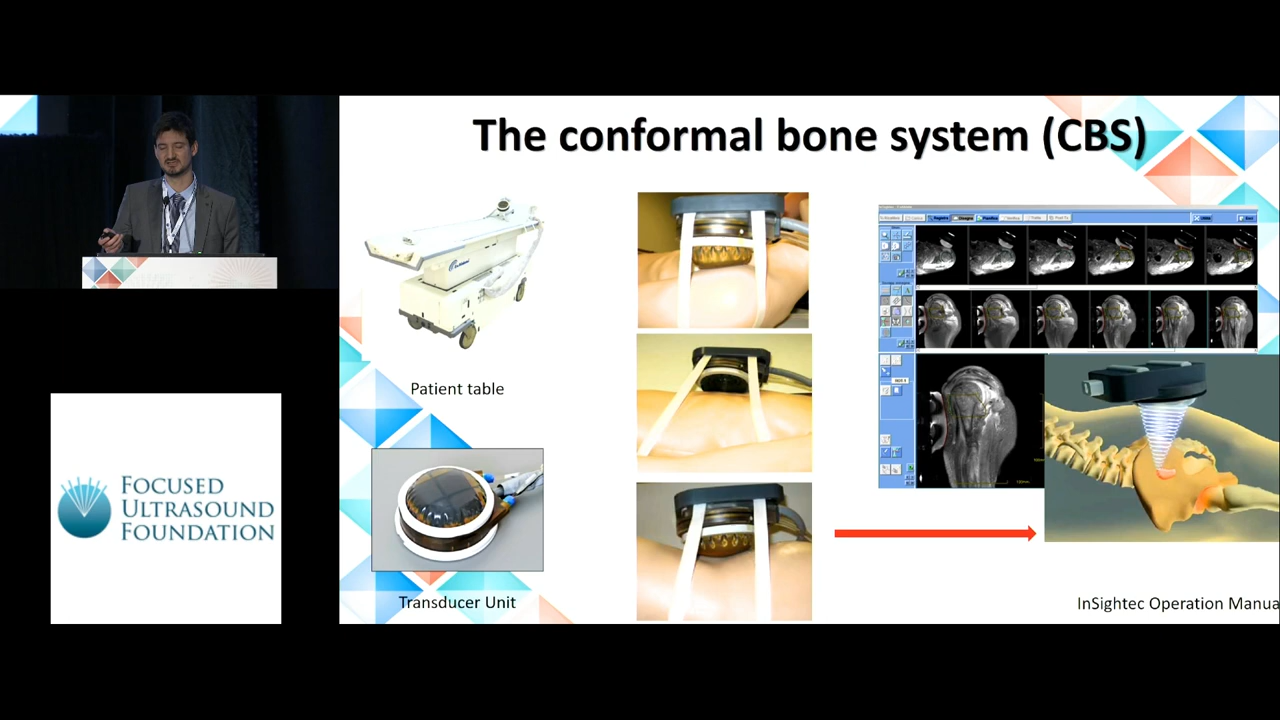 The conformal bone system (CBS)
Patient table
Transducer Unit
InSightec Operation Manua
FOCUSED
ULTRASOUND
FOUNDATION